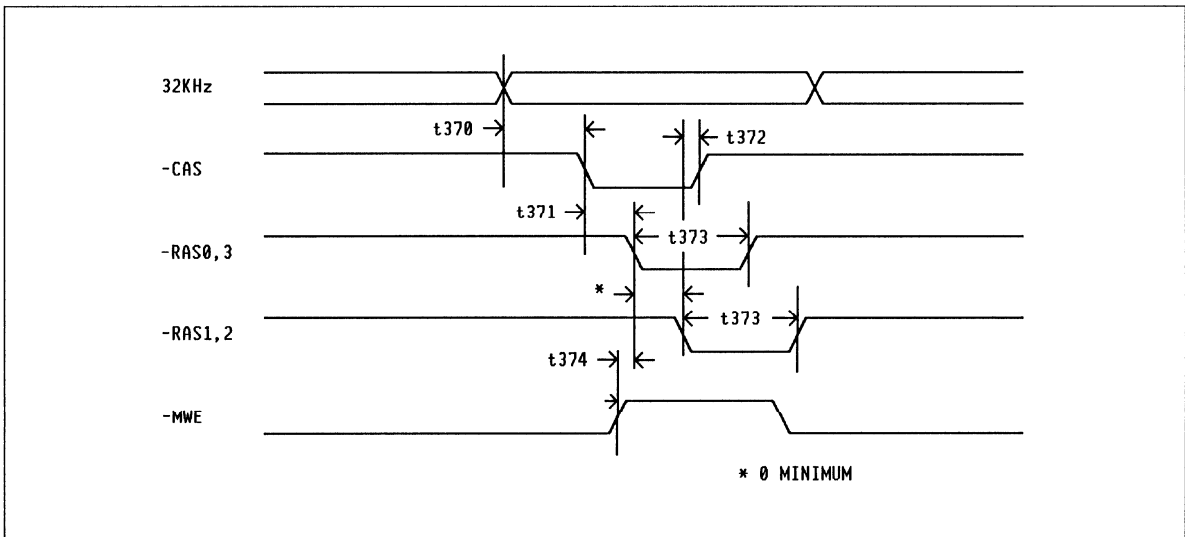 32KHz
t370
t372
-CAS
t371
t373
-RAS0,3
*
t373
-RAS1,2
t374
-MWE
* 0 MINIMUM